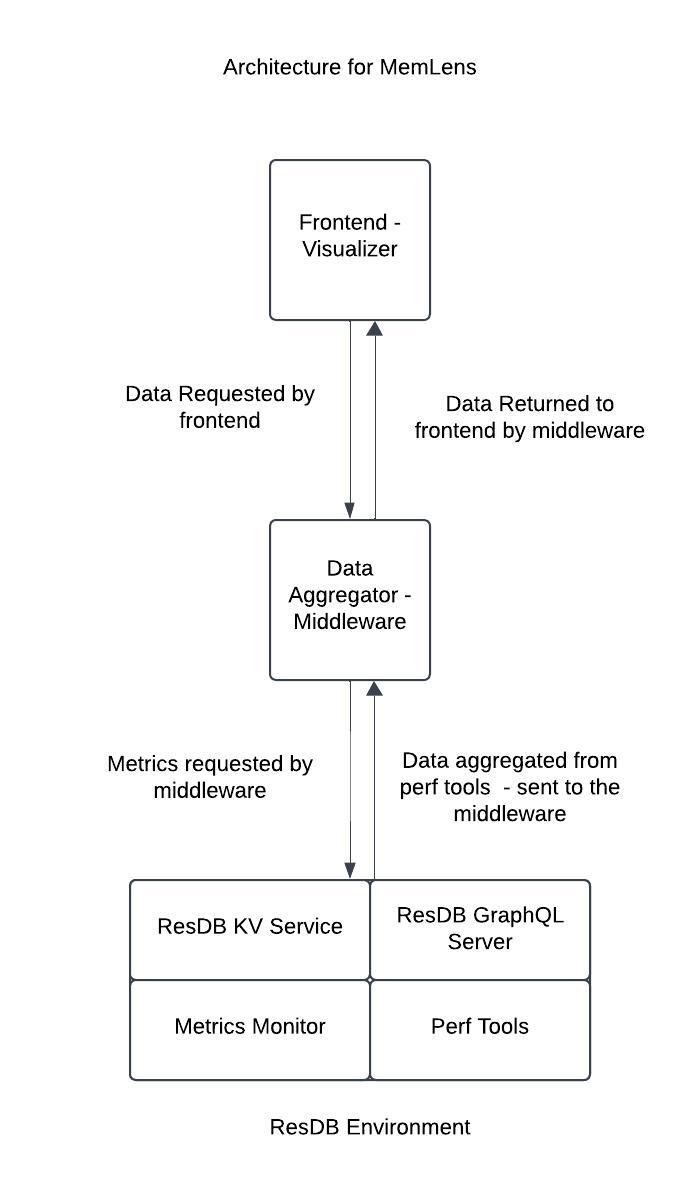 Architecture for MemLens
Frontend -
Visualizer
Data Requested by
frontend
Data Returned to
frontend by middleware
Data
Aggregator -
Middleware
Metrics requested by
middleware
Data aggregated from
perf tools  - sent to the
middleware
ResDB KV Service
ResDB GraphQL
Server
Metrics Monitor
Perf Tools
ResDB Environment